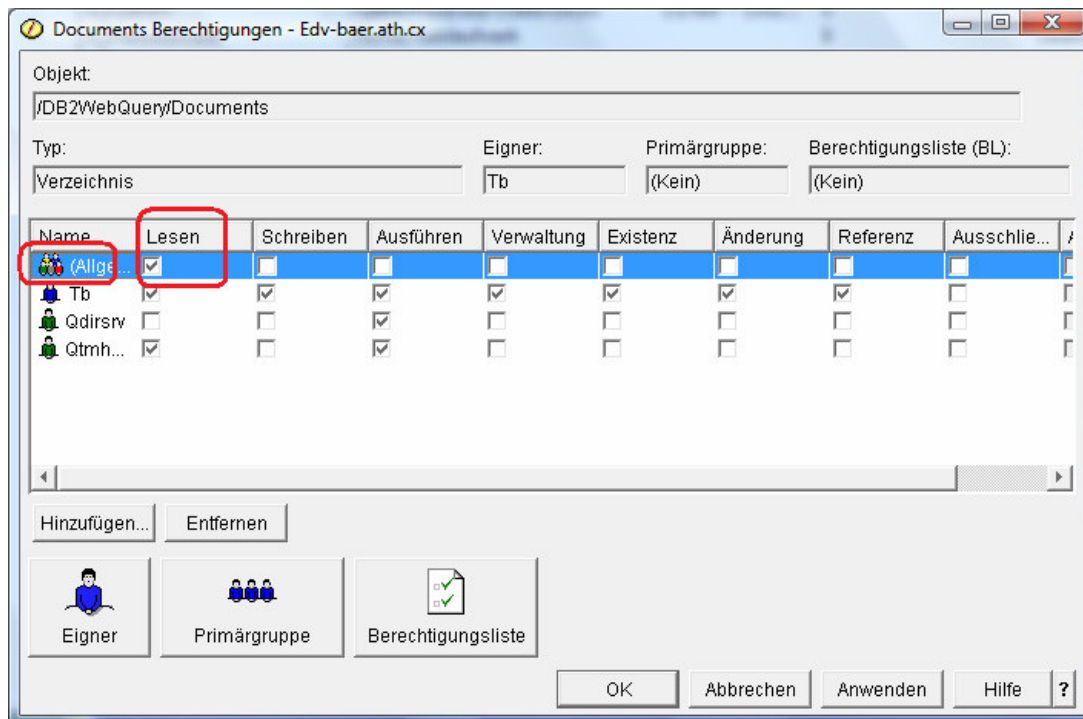 Documents Berechtigungen - Edv-baer.ath.cx
Objekt:
/DB2WebQuery/Documents
Typ: Eigner: Primärgruppe: Berechtigungsliste (BL):
Verzeichnis Tb (Kein) (Kein)
Name Lesen Schreiben Ausführen Verwaltung Existenz Änderung Referenz Ausschlie...
(Allge...
Tb
Qdirsrv
Qtmh...
Hinzufügen... Entfernen
Eigner Primärgruppe Berechtigungsliste
OK Abbrechen Anwenden Hilfe ?